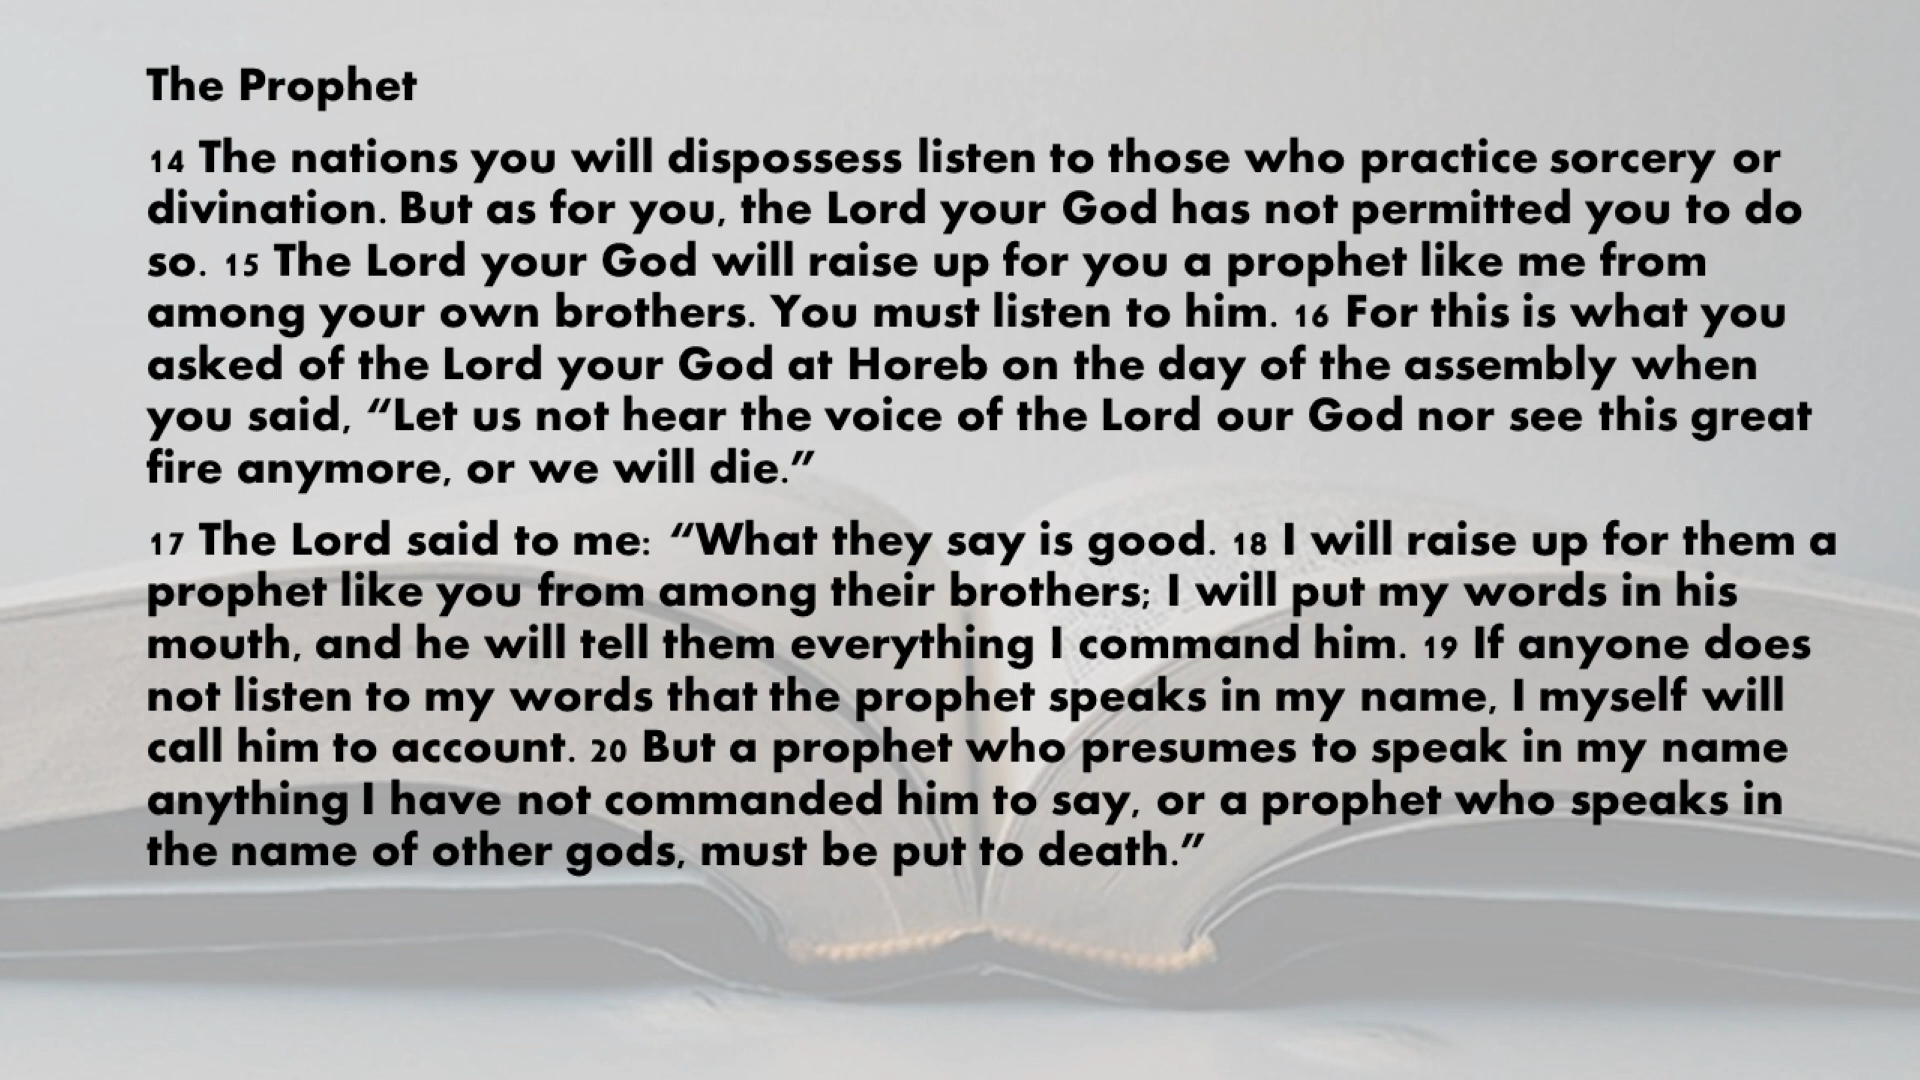 The Prophet
14 The nations you will dispossess listen to those who practice sorcery or
divination. But as for you, the Lord your God has not permitted you to do
so. 15 The Lord your God will raise up for you a prophet like me from
among your own brothers. You must listen to him. 16 For this is what you
asked of the Lord your God at Horeb on the day of the assembly when
you said, “Let us not hear the voice of the Lord our God nor see this great
fire anymore, or we will die.”
17 The Lord said to me: “What they say is good. 18 I will raise up for them a
prophet like you from among their brothers; I will put my words in his
mouth, and he will tell them everything I command him. 19 If anyone does
not listen to my words that the prophet speaks in my name, I myself will
call him to account. 20 But a prophet who presumes to speak in my name
anything I have not commanded him to say, or a prophet who speaks in
the name of other gods, must be put to death.”